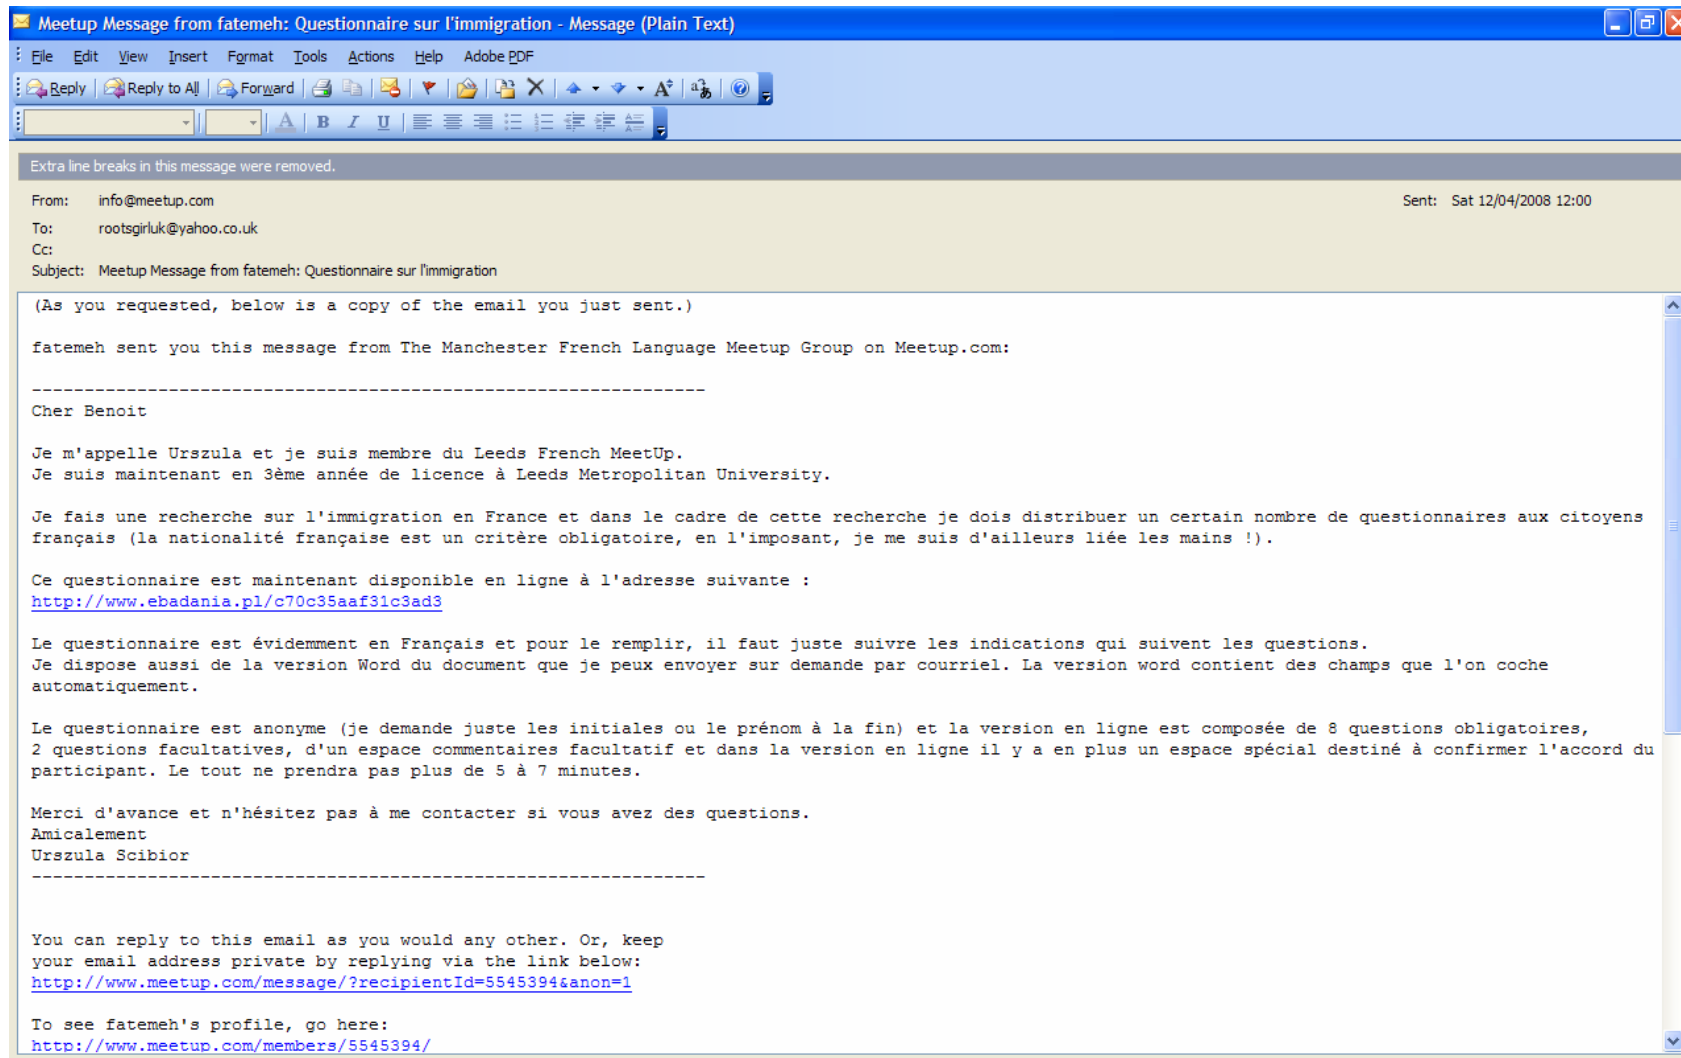 Meetup Message from fatemeh: Questionnaire sur l'immigration - Message (Plain Text)
File Edit View Insert Format Tools Actions Help Adobe PDF
Reply Reply to All Forward
A B I U
Extra line breaks in this message were removed.
From: info@meetup.com Sent: Sat 12/04/2008 12:00
To: rootsgirluk@yahoo.co.uk
Cc:
Subject: Meetup Message from fatemeh: Questionnaire sur l'immigration
(As you requested, below is a copy of the email you just sent.)
fatemeh sent you this message from The Manchester French Language Meetup Group on Meetup.com:
----------------------------------------------------------------
Cher Benoit
Je m'appelle Urszula et je suis membre du Leeds French MeetUp.
Je suis maintenant en 3ème année de licence à Leeds Metropolitan University.
Je fais une recherche sur l'immigration en France et dans le cadre de cette recherche je dois distribuer un certain nombre de questionnaires aux citoyens
français (la nationalité française est un critère obligatoire, en l'imposant, je me suis d'ailleurs liée les mains !).
Ce questionnaire est maintenant disponible en ligne à l'adresse suivante :
http://www.ebadania.pl/c70c35aaf31c3ad3
Le questionnaire est évidemment en Français et pour le remplir, il faut juste suivre les indications qui suivent les questions.
Je dispose aussi de la version Word du document que je peux envoyer sur demande par courriel. La version word contient des champs que l'on coche
automatiquement.
Le questionnaire est anonyme (je demande juste les initiales ou le prénom à la fin) et la version en ligne est composée de 8 questions obligatoires,
2 questions facultatives, d'un espace commentaires facultatif et dans la version en ligne il y a en plus un espace spécial destiné à confirmer l'accord du
participant. Le tout ne prendra pas plus de 5 à 7 minutes.
Merci d'avance et n'hésitez pas à me contacter si vous avez des questions.
Amicalement
Urszula Scibior
----------------------------------------------------------------
You can reply to this email as you would any other. Or, keep
your email address private by replying via the link below:
http://www.meetup.com/message/?recipientId=5545394&anon=1
To see fatemeh's profile, go here:
http://www.meetup.com/members/5545394/